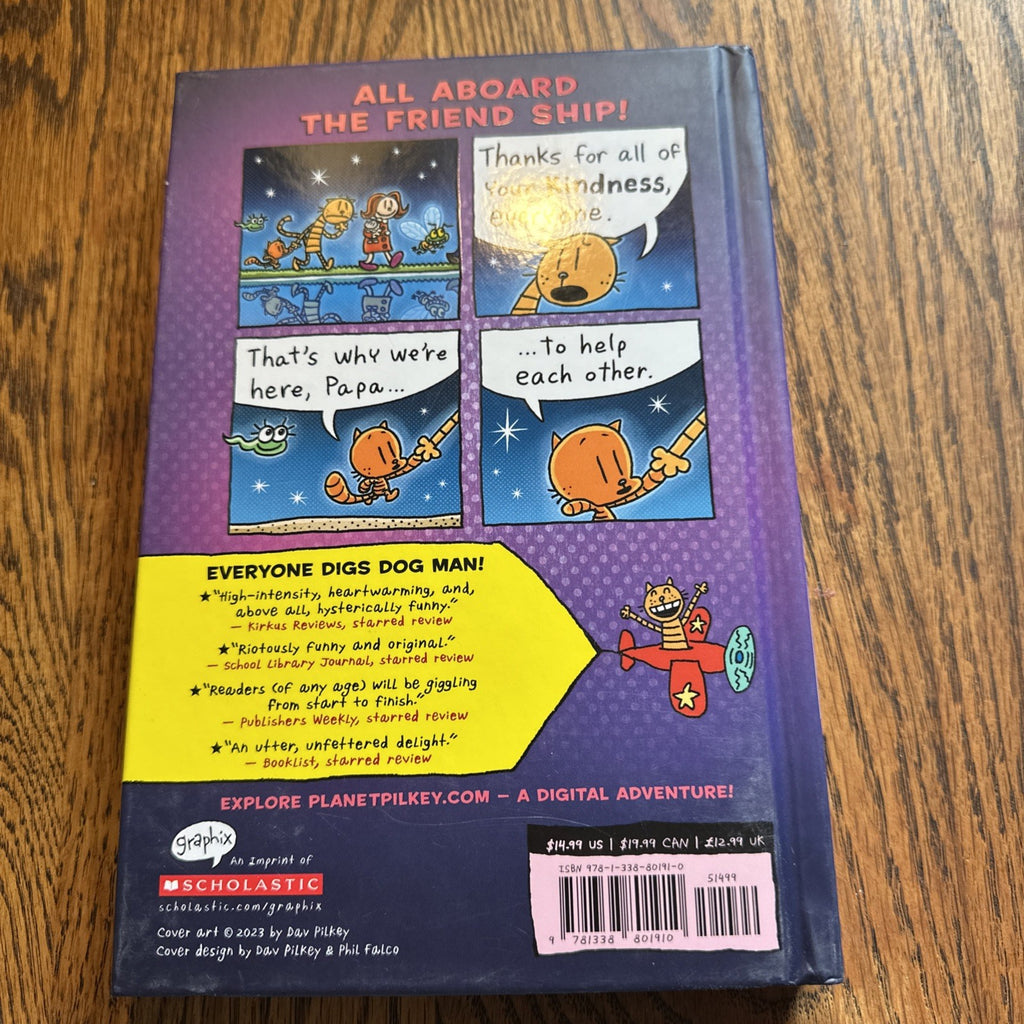 ALL ABOARD
THE FRIEND SHIP!
Thanks for all of
your kindness,
everyone.
That's why we're
here, Papa...
...To help
each other.
EVERYONE DIGS DOG MAN!
★"High-intensity, heartwarming, and,
above all, hysterically funny."
— Kirkus Reviews, starred review
★"Riotously funny and original."
— School Library Journal, starred review
★"Readers (of any age) will be giggling
from start to finish."
— Publishers Weekly, starred review
★"An utter, unfettered delight."
— Booklist, starred review
EXPLORE PLANETPILKEY.COM — A DIGITAL ADVENTURE!
graphix
An Imprint of
SCHOLASTIC
scholastic.com/graphix
Cover art © 2023 by Dav Pilkey
Cover design by Dav Pilkey & Phil Falco
$14.99 US | $19.99 CAN | £12.99 UK
ISBN 978-1-338-80191-0
51499
9 781338 801910